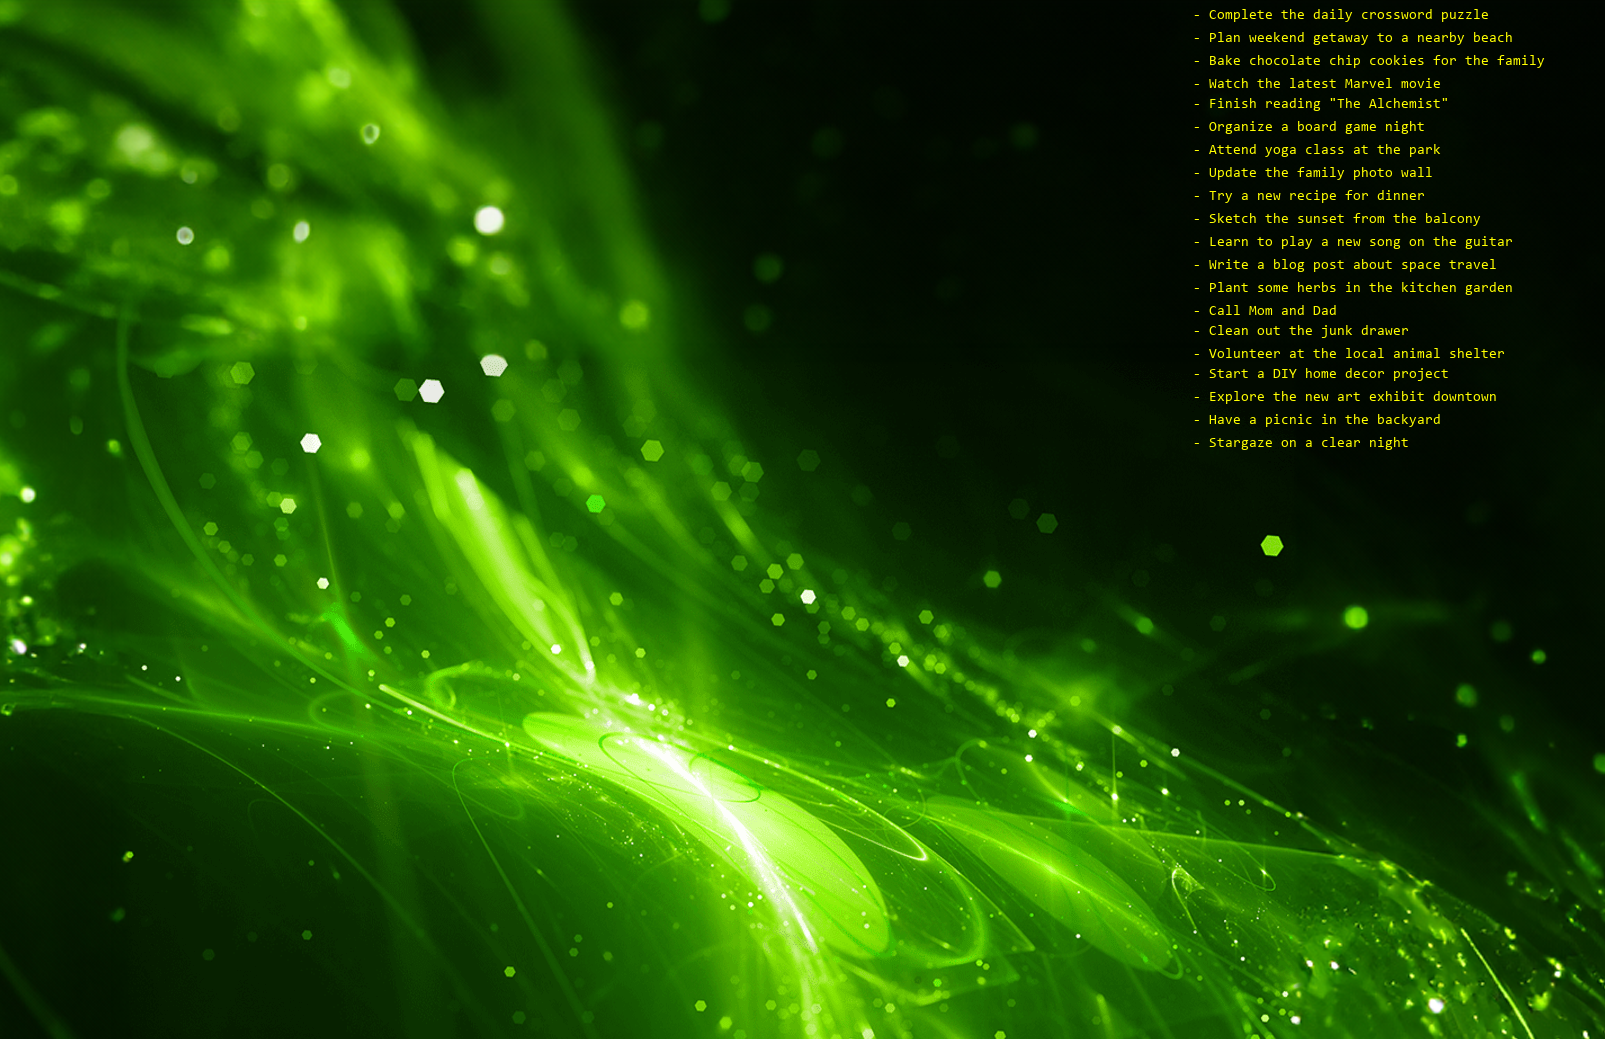 - Complete the daily crossword puzzle
- Plan weekend getaway to a nearby beach
- Bake chocolate chip cookies for the family
- Watch the latest Marvel movie
- Finish reading "The Alchemist"
- Organize a board game night
- Attend yoga class at the park
- Update the family photo wall
- Try a new recipe for dinner
- Sketch the sunset from the balcony
- Learn to play a new song on the guitar
- Write a blog post about space travel
- Plant some herbs in the kitchen garden
- Call Mom and Dad
- Clean out the junk drawer
- Volunteer at the local animal shelter
- Start a DIY home decor project
- Explore the new art exhibit downtown
- Have a picnic in the backyard
- Stargaze on a clear night